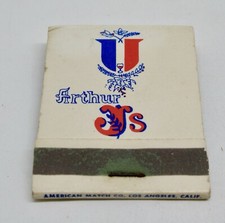 Arthur
J's
AMERICAN MATCH CO., LOS ANGELES, CALIF.